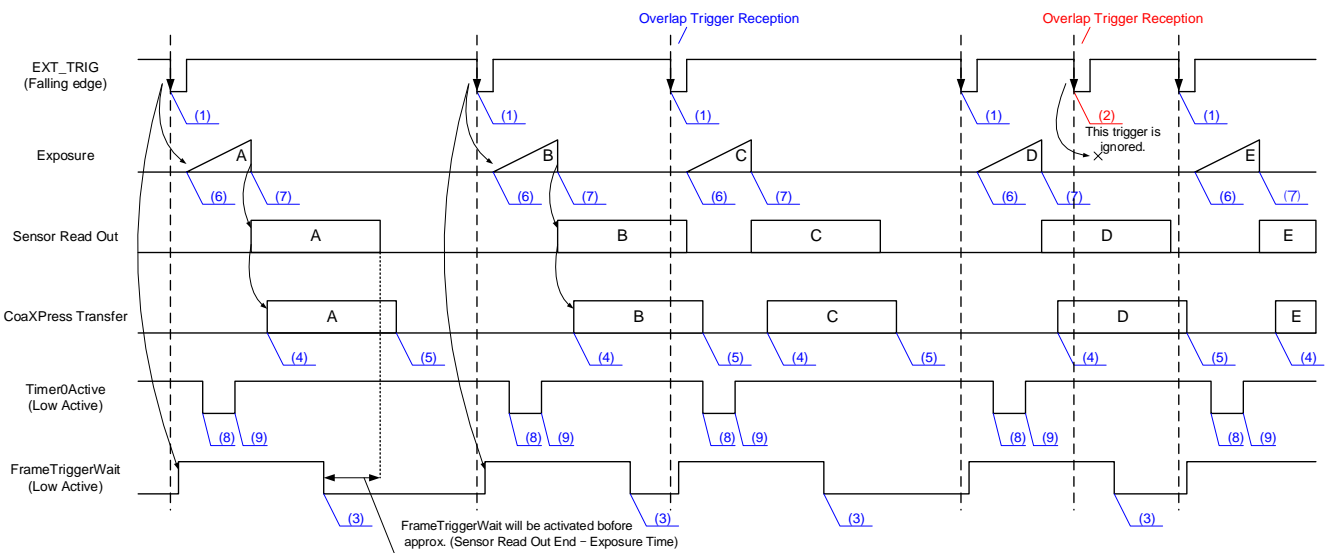 Overlap Trigger Reception
Overlap Trigger Reception
EXT_TRIG
(Falling edge)
(1)
(1)
(1)
(1)
(2)
(1)
This trigger is
ignored.
Exposure
A
B
C
D
E
(6)
(7)
(6)
(7)
(6)
(7)
(6)
(7)
(6)
(7)
Sensor Read Out
A
B
C
D
E
CoaXPress Transfer
A
B
C
D
E
(4)
(5)
(4)
(5)
(4)
(5)
(4)
(5)
(4)
Timer0Active
(Low Active)
(8)
(9)
(8)
(9)
(8)
(9)
(8)
(9)
(8)
(9)
FrameTriggerWait
(Low Active)
(3)
(3)
(3)
(3)
FrameTriggerWait will be activated bofore
approx. (Sensor Read Out End − Exposure Time)